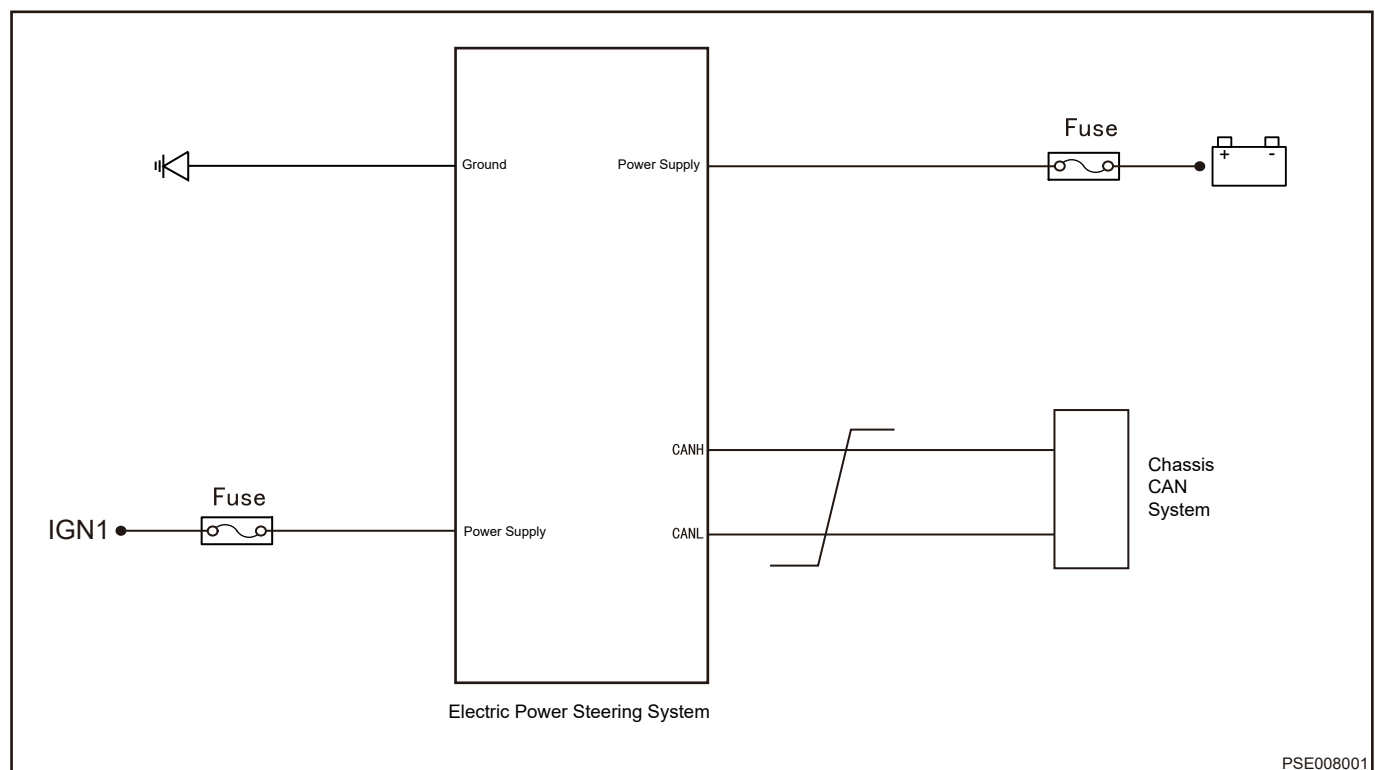 Fuse
+ -
Ground
Power Supply
CANH
Chassis
CAN
System
Fuse
IGN1
Power Supply
CANL
Electric Power Steering System
PSE008001